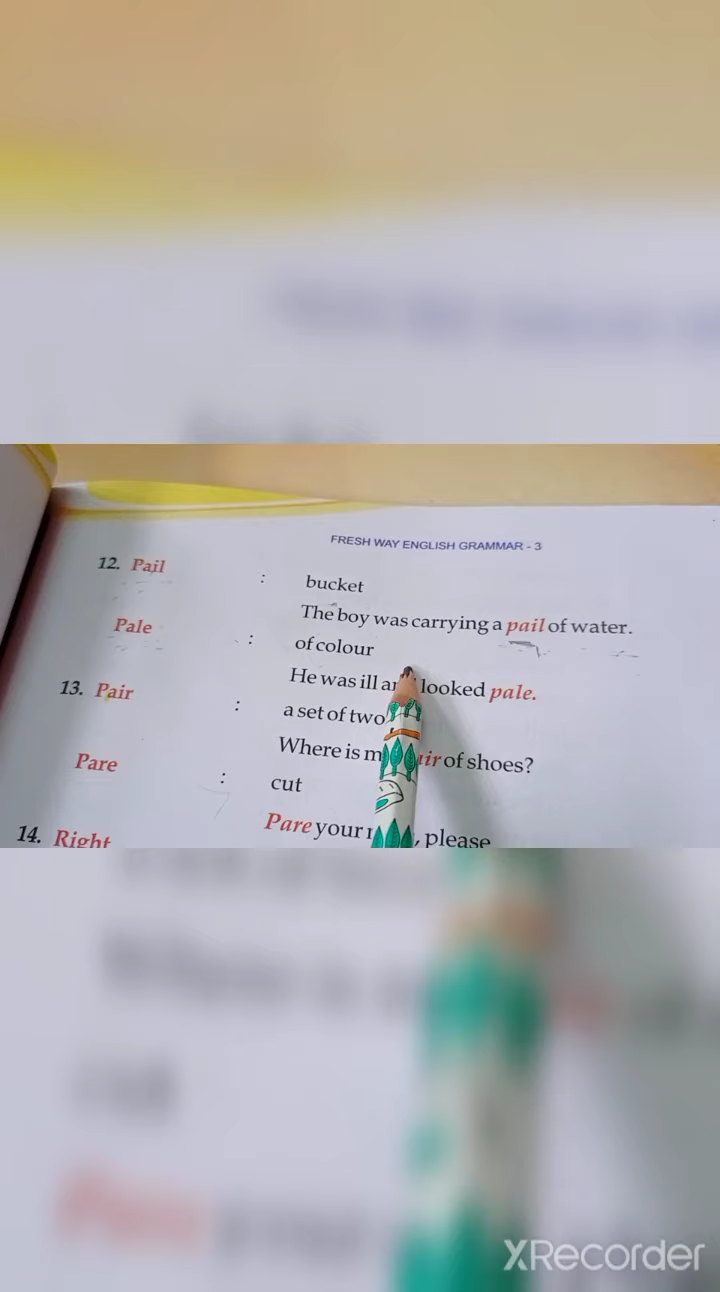 FRESH WAY ENGLISH GRAMMAR - 3
12. Pail : bucket
The boy was carrying a pail of water.
Pale : of colour
He was ill looked pale.
13. Pair : a set of two
Where is of shoes?
Pare : cut
Pare your , please
14. Right
XRecorder